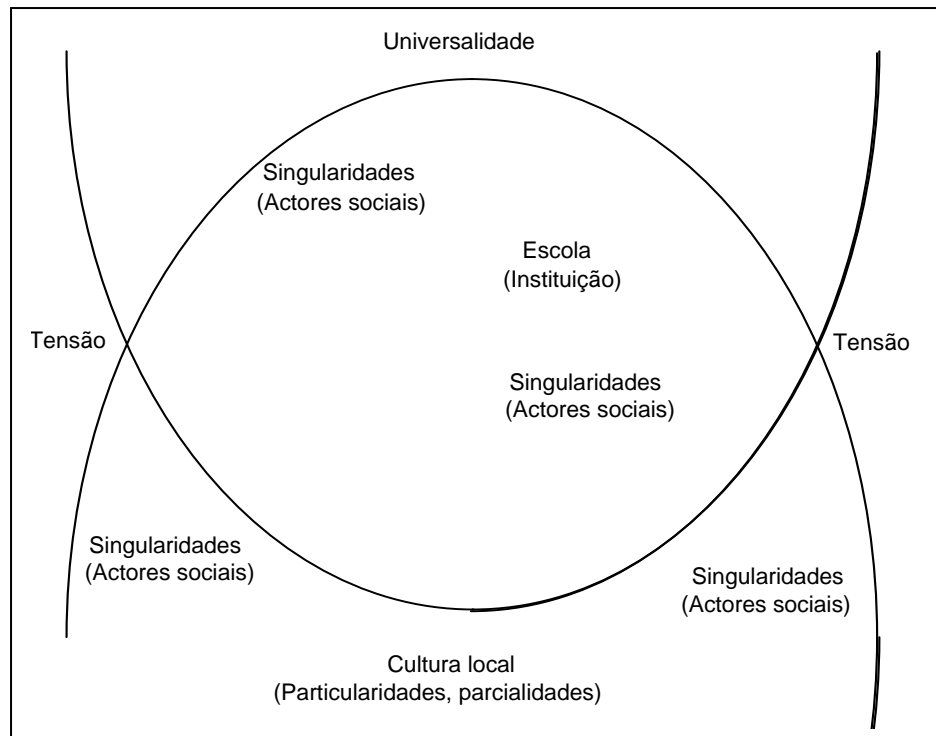 Universalidade
Singularidades
(Actores sociais)
Escola
(Instituição)
Tensão
Tensão
Singularidades
(Actores sociais)
Singularidades
(Actores sociais)
Singularidades
(Actores sociais)
Cultura local
(Particularidades, parcialidades)